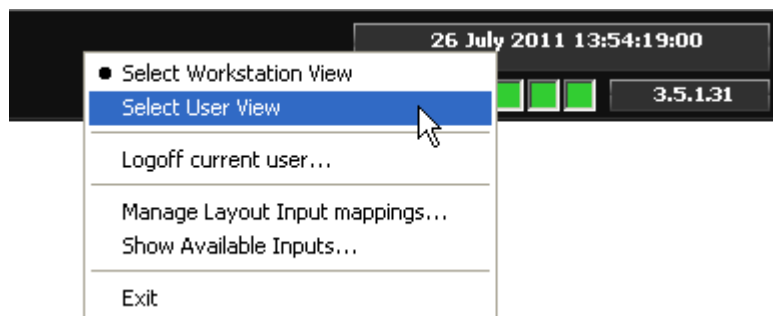 26 July 2011 13:54:19:00
Select Workstation View
Select User View
3.5.1.31
Logoff current user...
Manage Layout Input mappings...
Show Available Inputs...
Exit